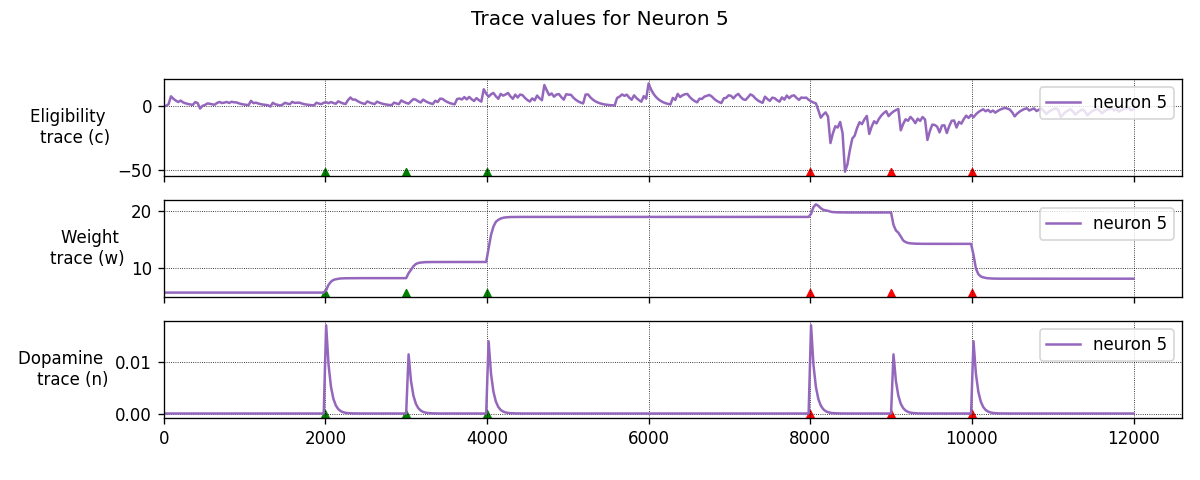 Trace values for Neuron 5
Eligibility
trace (c)
0
−50
neuron 5
Weight
trace (w)
20
10
neuron 5
Dopamine
trace (n)
0.01
0.00
neuron 5
0 2000 4000 6000 8000 10000 12000